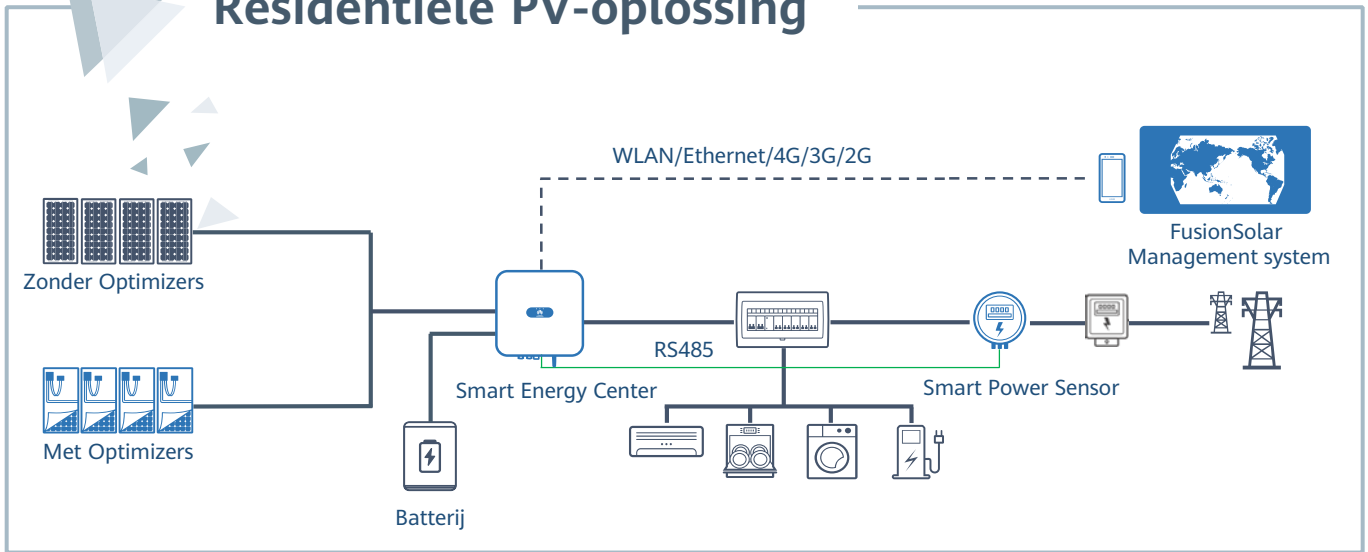 Residentiële PV-oplossing
WLAN/Ethernet/4G/3G/2G
FusionSolar
Management system
Zonder Optimizers
RS485
Smart Energy Center
Smart Power Sensor
Met Optimizers
Batterij